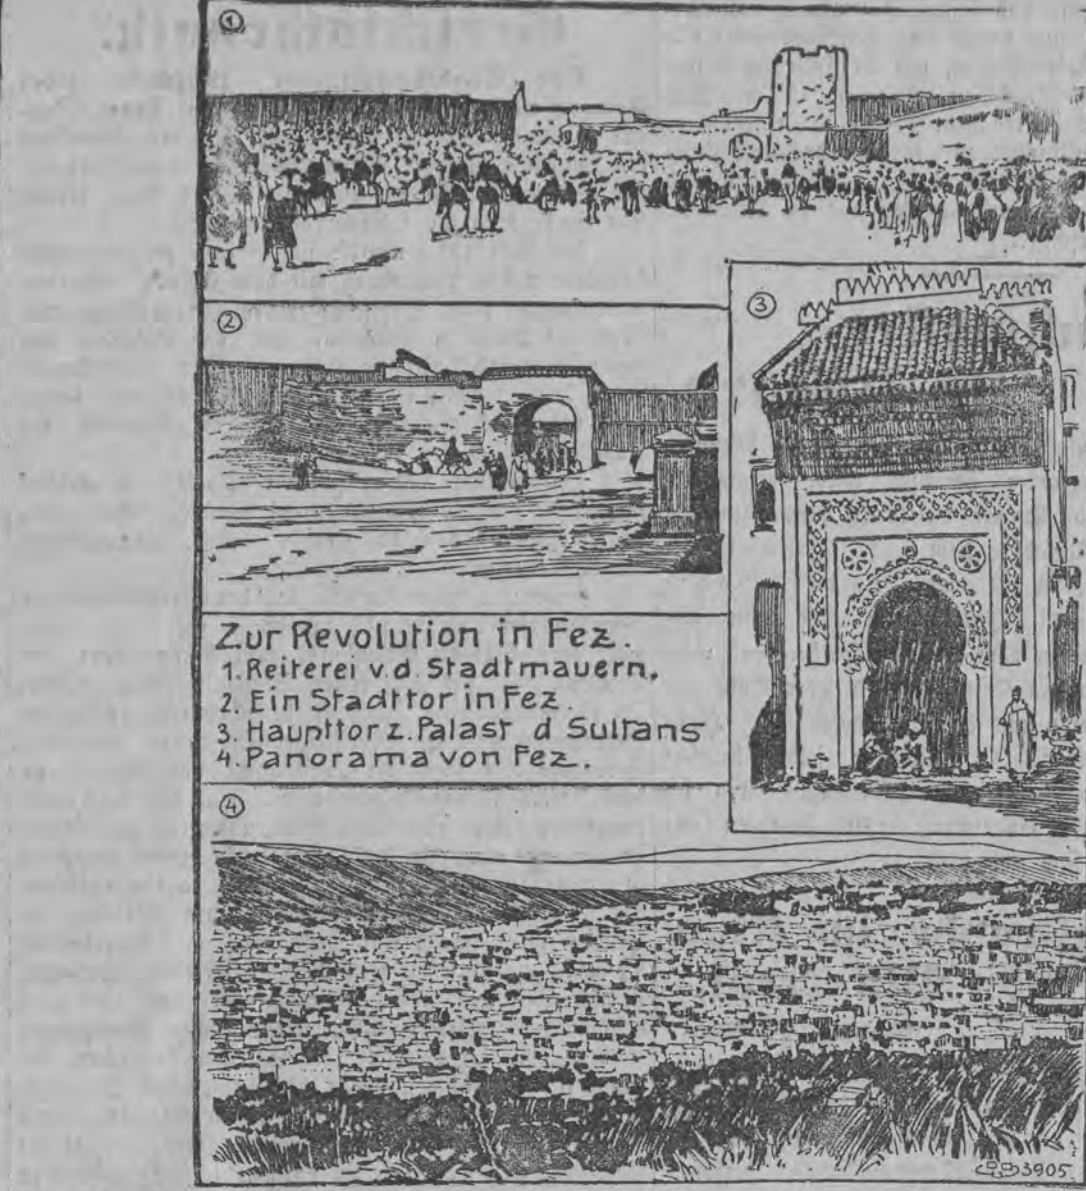 1
2
3
Zur Revolution in Fez.
1. Reiterei v. d. Stadtmauern,
2. Ein Stadttor in Fez.
3. Haupttor z. Palast d Sultans
4. Panorama von Fez.
4
3905